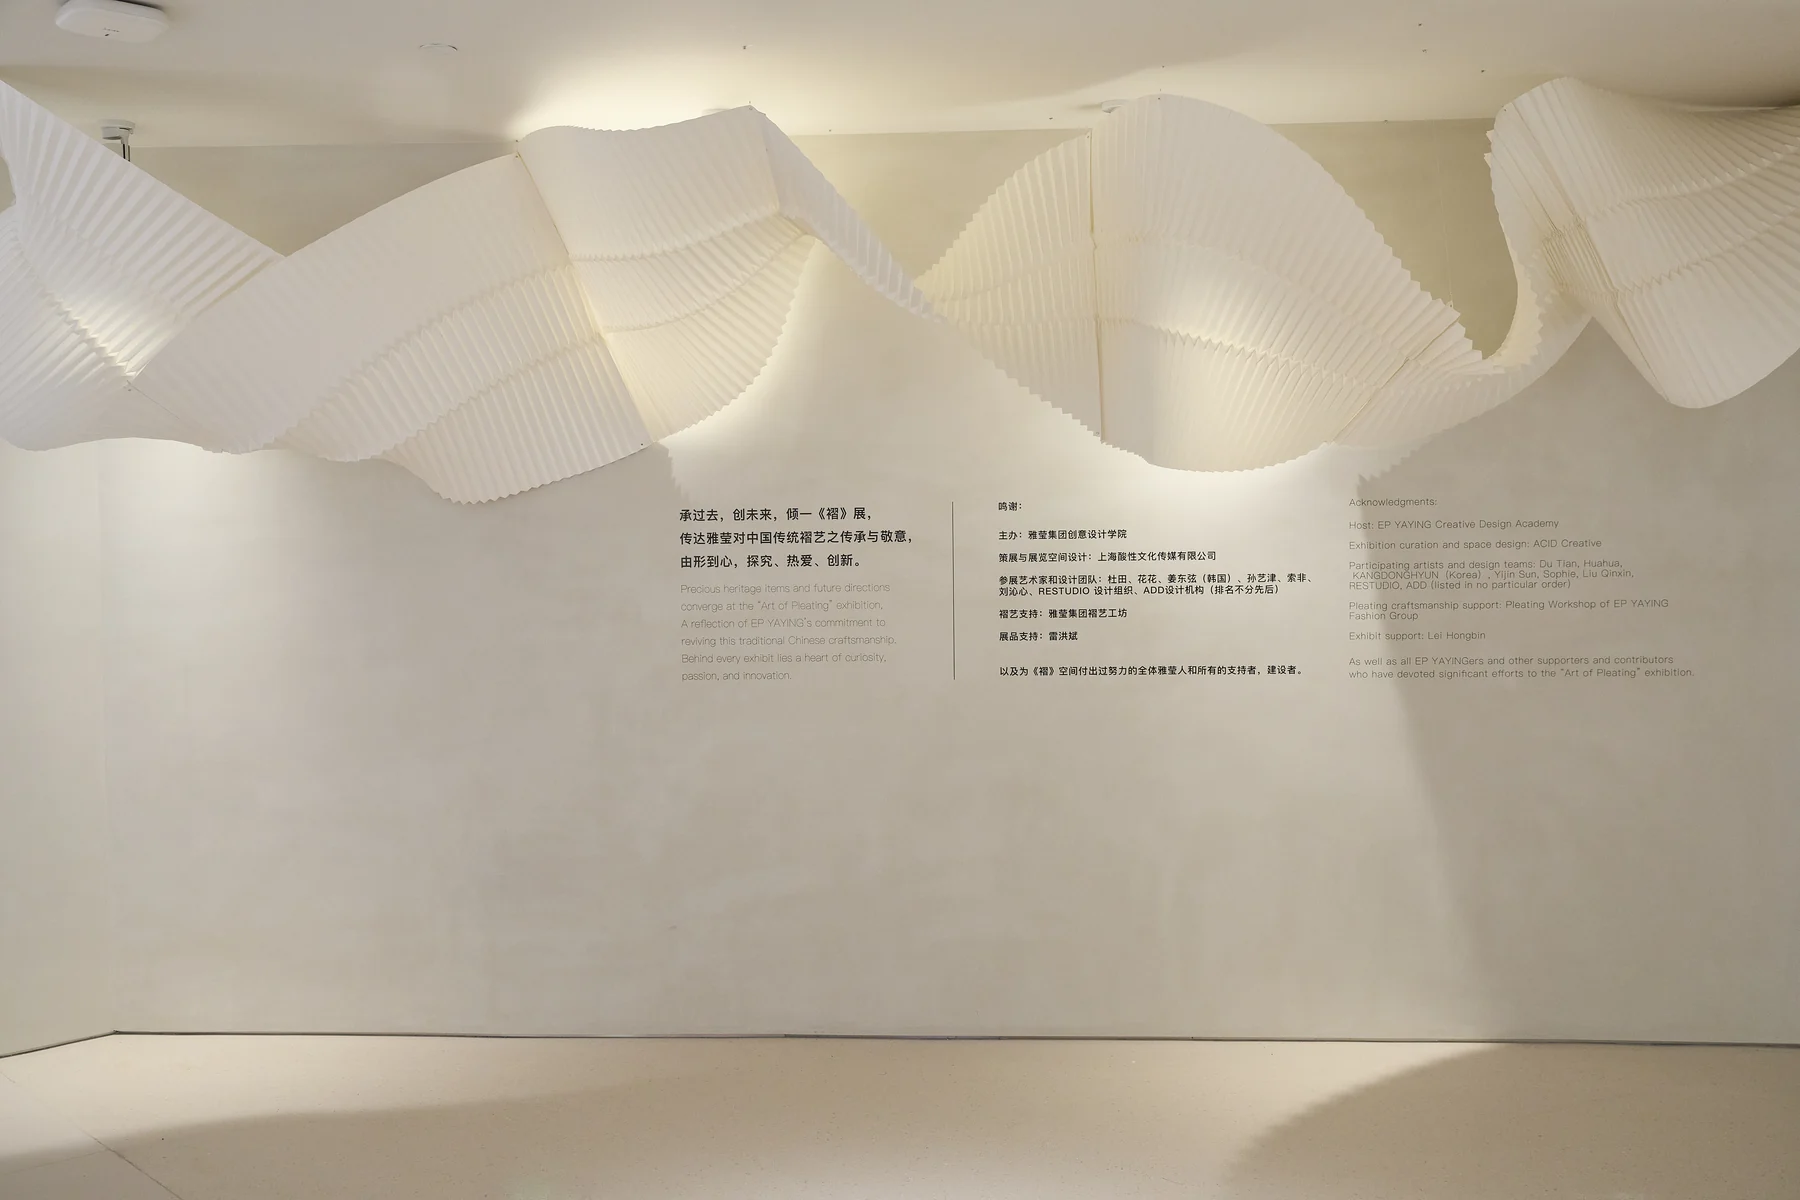 承过去，创未来，倾一《褶》展，
传达雅莹对中国传统褶艺之传承与敬意，
由形到心，探究、热爱、创新。
Precious heritage items and future directions
converge at the "Art of Pleating" exhibition,
A reflection of EP YAYING's commitment to
reviving this traditional Chinese craftsmanship.
Behind every exhibit lies a heart of curiosity,
passion, and innovation.
鸣谢：
主办：雅莹集团创意设计学院
策展与展览空间设计：上海酸性文化传媒有限公司
参展艺术家和设计团队：杜田、花花、姜东弦（韩国）、孙艺津、索非、
刘沁心、RESTUDIO 设计组织、ADD设计机构（排名不分先后）
褶艺支持：雅莹集团褶艺工坊
展品支持：雷洪斌
以及为《褶》空间付出过努力的全体雅莹人和所有的支持者，建设者。
Acknowledgments:
Host: EP YAYING Creative Design Academy
Exhibition curation and space design: ACID Creative
Participating artists and design teams: Du Tian, Huahua,
KANGDONGHYUN（Korea）, Yijin Sun, Sophie, Liu Qinxin,
RESTUDIO, ADD (listed in no particular order)
Pleating craftsmanship support: Pleating Workshop of EP YAYING
Fashion Group
Exhibit support: Lei Hongbin
As well as all EP YAYINGers and other supporters and contributors
who have devoted significant efforts to the "Art of Pleating" exhibition.